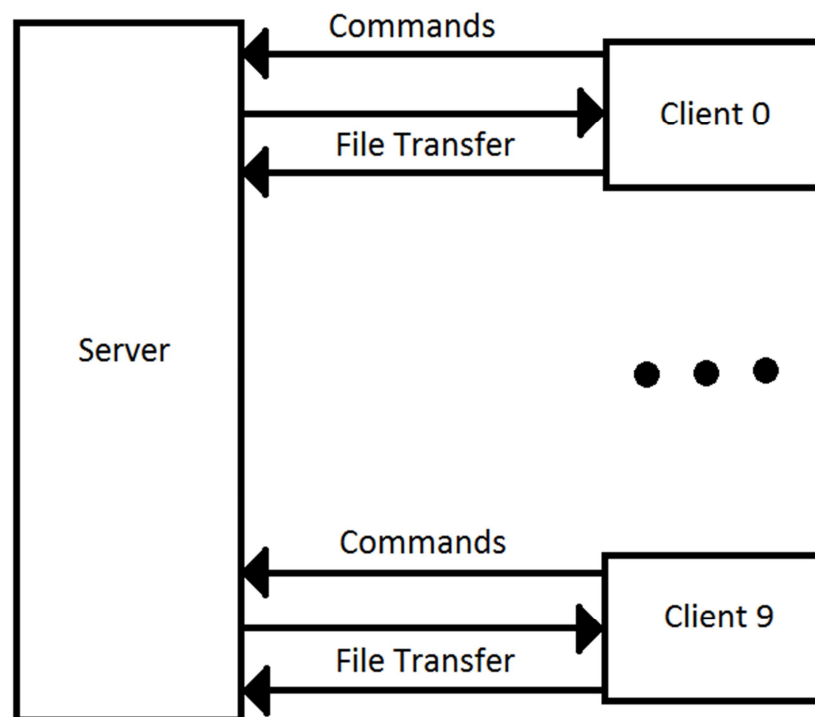 Commands
Client 0
File Transfer
Server
Commands
Client 9
File Transfer